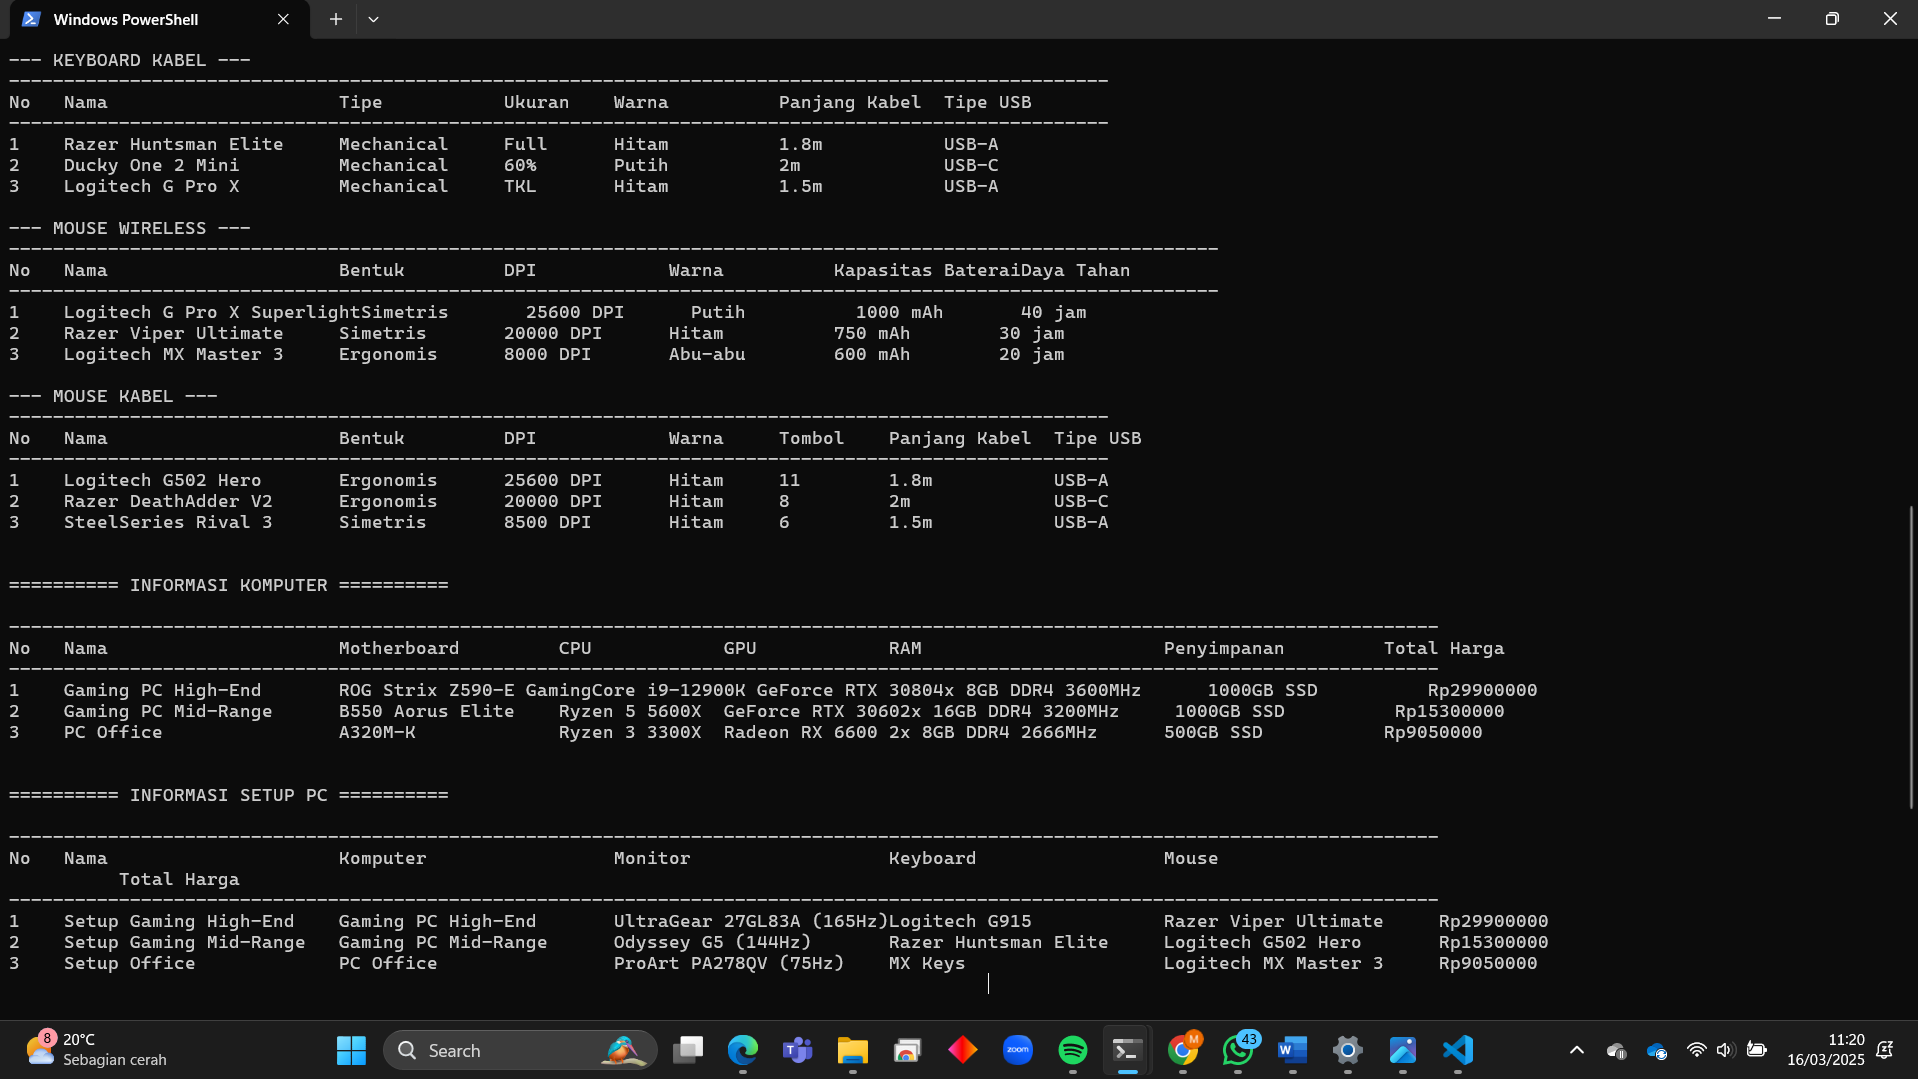 Windows PowerShell
--- KEYBOARD KABEL ---
----------------------------------------------------------------------------------------------------
No   Nama                     Tipe           Ukuran    Warna          Panjang Kabel  Tipe USB
----------------------------------------------------------------------------------------------------
1    Razer Huntsman Elite     Mechanical     Full      Hitam          1.8m           USB-A
2    Ducky One 2 Mini         Mechanical     60%       Putih          2m             USB-C
3    Logitech G Pro X         Mechanical     TKL       Hitam          1.5m           USB-A
--- MOUSE WIRELESS ---
--------------------------------------------------------------------------------------------------------------
No   Nama                     Bentuk         DPI            Warna          Kapasitas BateraiDaya Tahan
--------------------------------------------------------------------------------------------------------------
1    Logitech G Pro X SuperlightSimetris       25600 DPI      Putih          1000 mAh       40 jam
2    Razer Viper Ultimate     Simetris       20000 DPI      Hitam          750 mAh        30 jam
3    Logitech MX Master 3     Ergonomis      8000 DPI       Abu-abu        600 mAh        20 jam
--- MOUSE KABEL ---
----------------------------------------------------------------------------------------------------
No   Nama                     Bentuk         DPI            Warna     Tombol    Panjang Kabel  Tipe USB
----------------------------------------------------------------------------------------------------
1    Logitech G502 Hero       Ergonomis      25600 DPI      Hitam     11        1.8m           USB-A
2    Razer DeathAdder V2      Ergonomis      20000 DPI      Hitam     8         2m             USB-C
3    SteelSeries Rival 3      Simetris       8500 DPI       Hitam     6         1.5m           USB-A
========== INFORMASI KOMPUTER ==========
----------------------------------------------------------------------------------------------------------------------------------
No   Nama                     Motherboard         CPU            GPU            RAM                      Penyimpanan         Total Harga
----------------------------------------------------------------------------------------------------------------------------------
1    Gaming PC High-End       ROG Strix Z590-E GamingCore i9-12900K GeForce RTX 30804x 8GB DDR4 3600MHz      1000GB SSD          Rp29900000
2    Gaming PC Mid-Range      B550 Aorus Elite    Ryzen 5 5600X  GeForce RTX 30602x 16GB DDR4 3200MHz     1000GB SSD          Rp15300000
3    PC Office                A320M-K             Ryzen 3 3300X  Radeon RX 6600 2x 8GB DDR4 2666MHz      500GB SSD           Rp9050000
========== INFORMASI SETUP PC ==========
----------------------------------------------------------------------------------------------------------------------------------
No   Nama                     Komputer                 Monitor                  Keyboard                 Mouse
          Total Harga
----------------------------------------------------------------------------------------------------------------------------------
1    Setup Gaming High-End    Gaming PC High-End       UltraGear 27GL83A (165Hz)Logitech G915            Razer Viper Ultimate     Rp29900000
2    Setup Gaming Mid-Range   Gaming PC Mid-Range      Odyssey G5 (144Hz)       Razer Huntsman Elite     Logitech G502 Hero       Rp15300000
3    Setup Office             PC Office                ProArt PA278QV (75Hz)    MX Keys                  Logitech MX Master 3     Rp9050000
8
20°C
Sebagian cerah
Search
T
zoom
M
43
W
11:20
16/03/2025